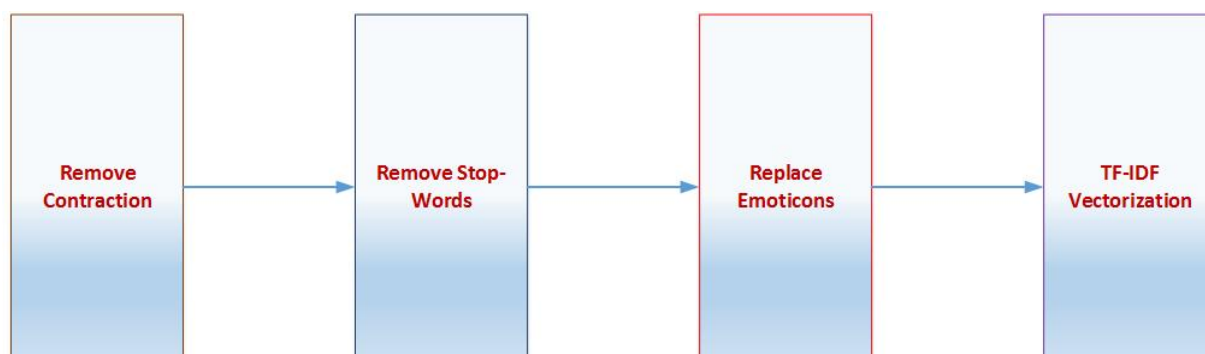 Remove
Contraction
Remove Stop-
Words
Replace
Emoticons
TF-IDF
Vectorization